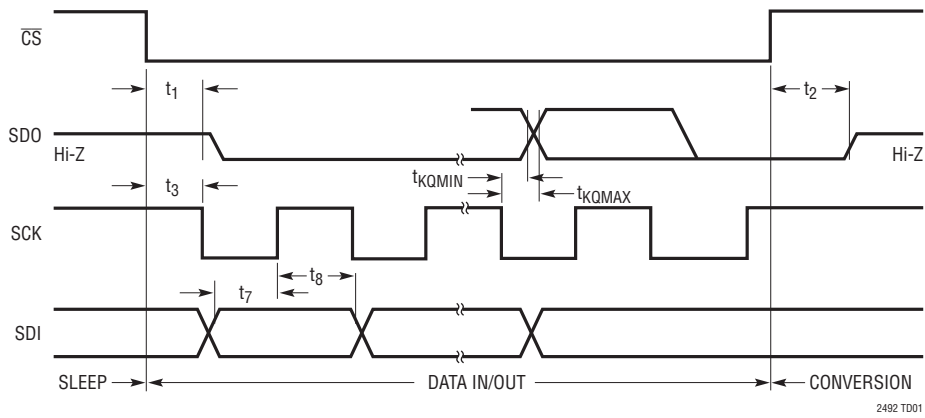 CS
t1
t2
SDO
Hi-Z
Hi-Z
tKQMIN
t3
tKQMAX
SCK
t8
t7
SDI
SLEEP
DATA IN/OUT
CONVERSION
2492 TD01